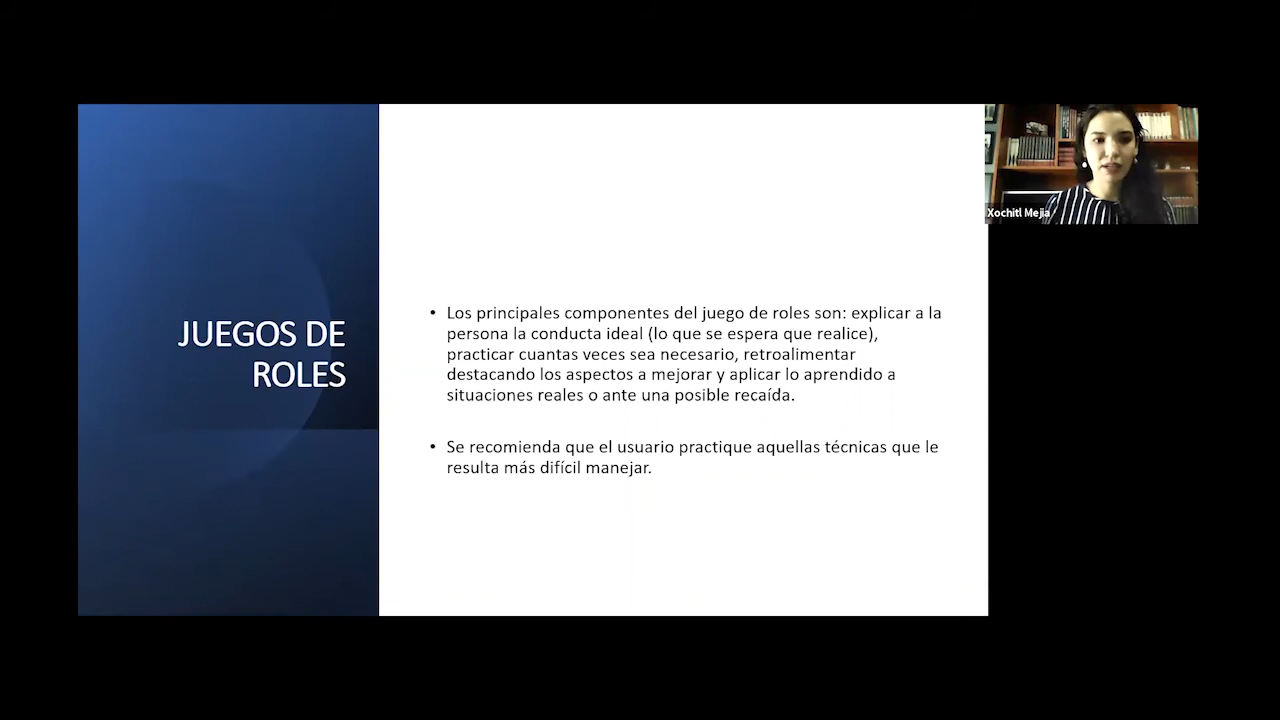 JUEGOS DE
ROLES
• Los principales componentes del juego de roles son: explicar a la
persona la conducta ideal (lo que se espera que realice),
practicar cuantas veces sea necesario, retroalimentar
destacando los aspectos a mejorar y aplicar lo aprendido a
situaciones reales o ante una posible recaída.
• Se recomienda que el usuario practique aquellas técnicas que le
resulta más difícil manejar.
Xochitl Mejia